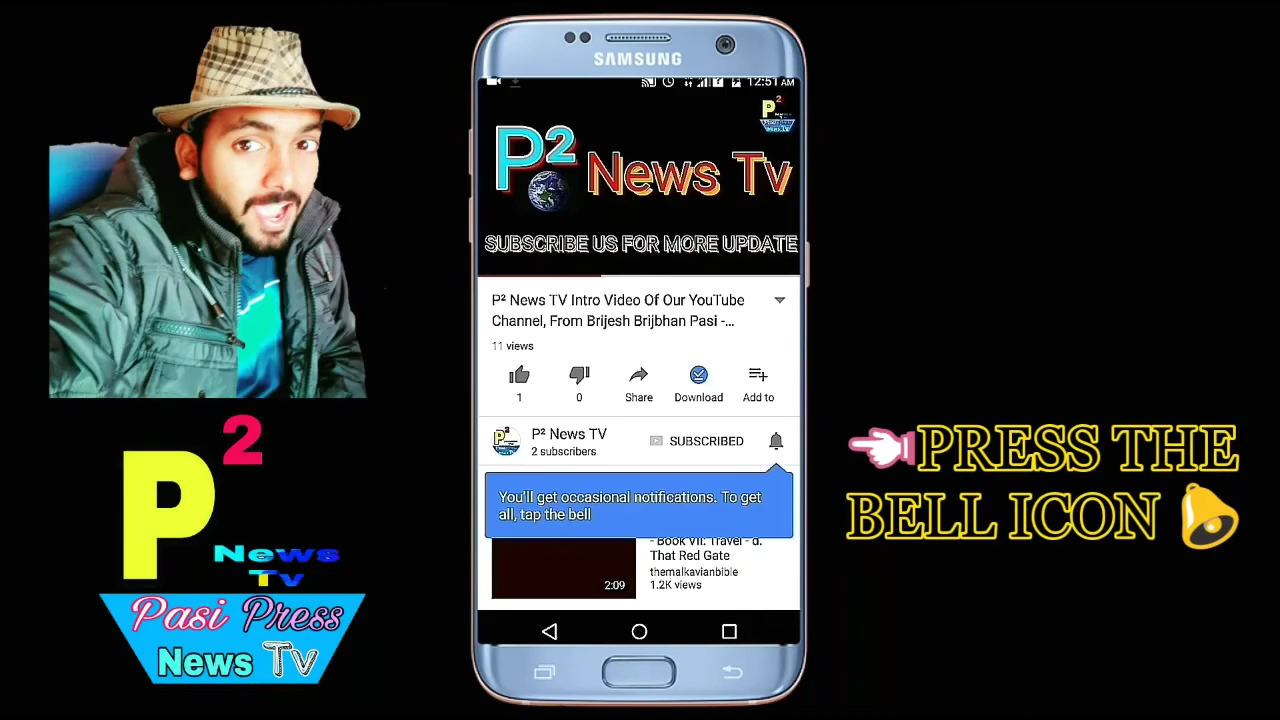 SAMSUNG
12:51 AM
P2
P² News Tv
SUBSCRIBE US FOR MORE UPDATE
P² News TV Intro Video Of Our YouTube
Channel, From Brijesh Brijbhan Pasi -...
11 views
1
0
Share
Download
Add to
P² News TV
2 subscribers
SUBSCRIBED
You'll get occasional notifications. To get
all, tap the bell
- Book VII: Travel - d.
That Red Gate
themalkavianbible
1.2K views
2:09
P2
News
Tv
Pasi Press
News Tv
PRESS THE
BELL ICON